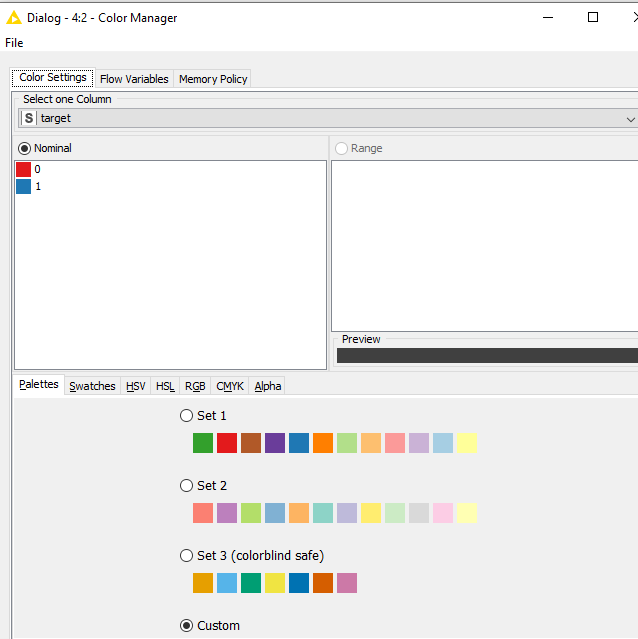 Dialog - 4:2 - Color Manager
File
Color Settings Flow Variables Memory Policy
Select one Column
S target
Nominal Range
0
1
Preview
Palettes Swatches HSV HSL RGB CMYK Alpha
Set 1
Set 2
Set 3 (colorblind safe)
Custom